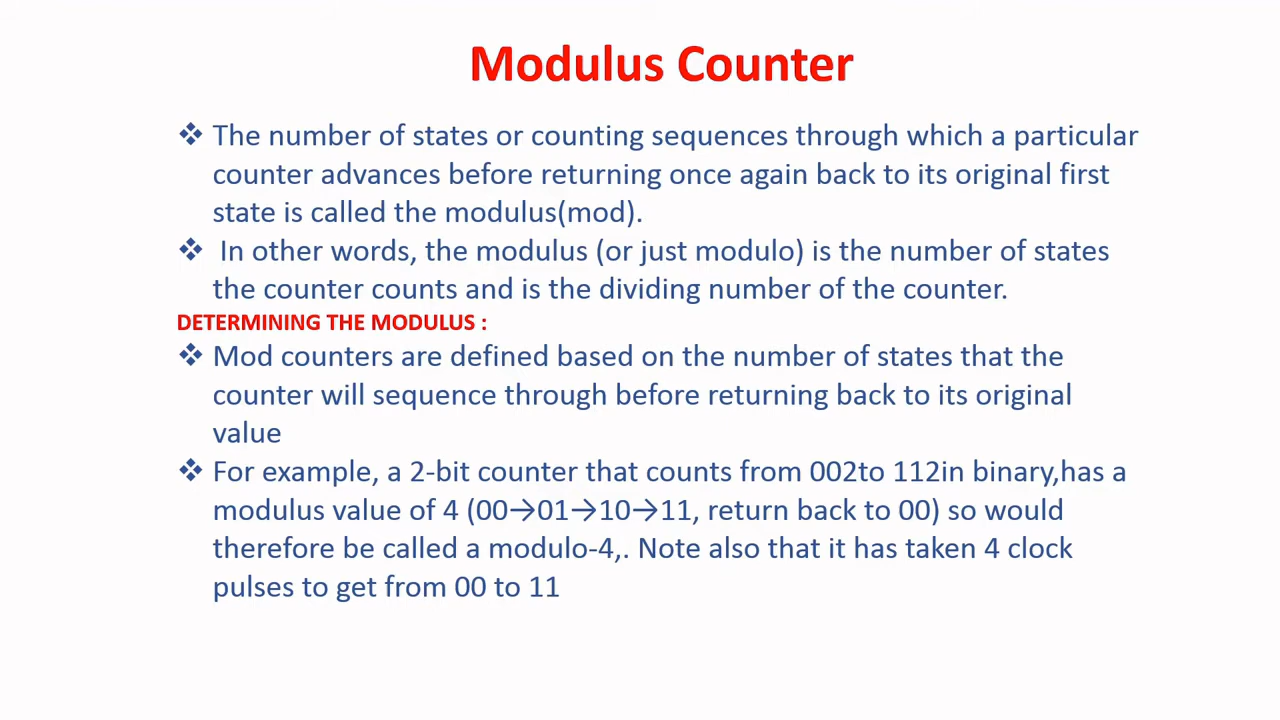 Modulus Counter
❖ The number of states or counting sequences through which a particular
counter advances before returning once again back to its original first
state is called the modulus(mod).
❖ In other words, the modulus (or just modulo) is the number of states
the counter counts and is the dividing number of the counter.
DETERMINING THE MODULUS :
❖ Mod counters are defined based on the number of states that the
counter will sequence through before returning back to its original
value
❖ For example, a 2-bit counter that counts from 002to 112in binary,has a
modulus value of 4 (00→01→10→11, return back to 00) so would
therefore be called a modulo-4,. Note also that it has taken 4 clock
pulses to get from 00 to 11